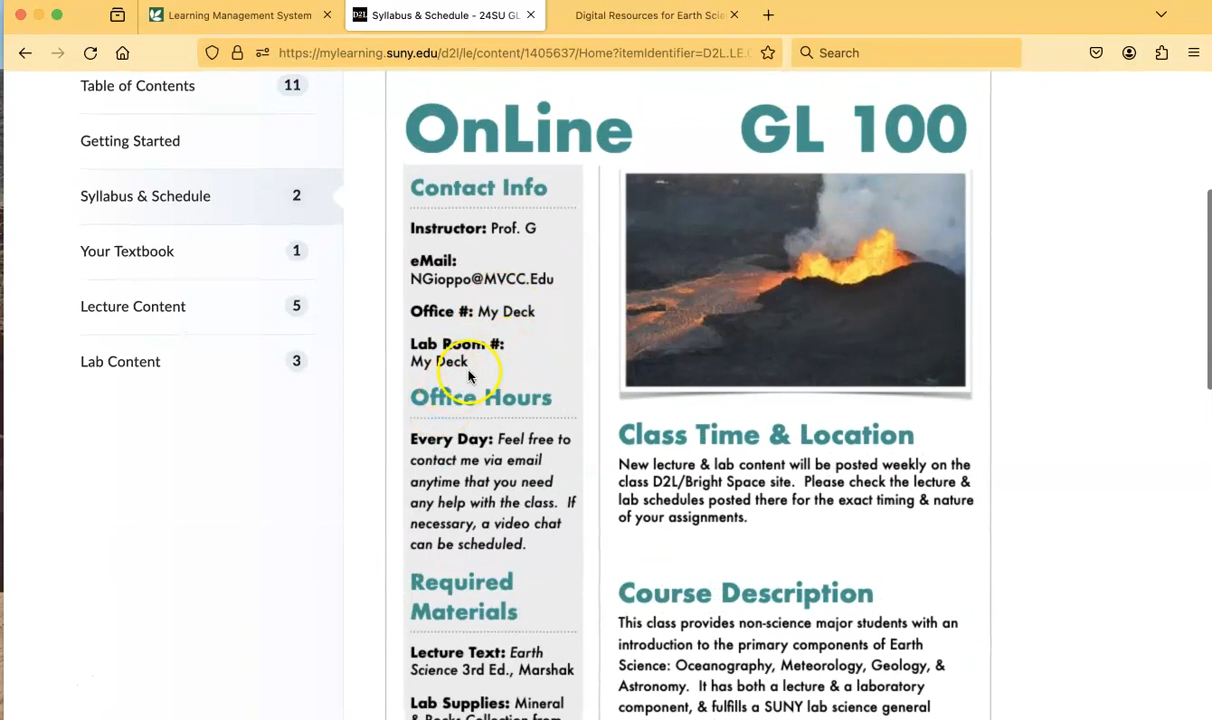 Learning Management System
Syllabus & Schedule - 24SU GL
Digital Resources for Earth Scie
https://mylearning.suny.edu/d2l/le/content/1405637/Home?itemIdentifier=D2L.LE.C
Search
Table of Contents 11
Getting Started
Syllabus & Schedule 2
Your Textbook 1
Lecture Content 5
Lab Content 3
OnLine GL 100
Contact Info
Instructor: Prof. G
eMail:
NGioppo@MVCC.Edu
Office #: My Deck
Lab Room #:
My Deck
Office Hours
Every Day: Feel free to
contact me via email
anytime that you need
any help with the class. If
necessary, a video chat
can be scheduled.
Required
Materials
Lecture Text: Earth
Science 3rd Ed., Marshak
Lab Supplies: Mineral
& Rocks Collection from
Class Time & Location
New lecture & lab content will be posted weekly on the
class D2L/Bright Space site. Please check the lecture &
lab schedules posted there for the exact timing & nature
of your assignments.
Course Description
This class provides non-science major students with an
introduction to the primary components of Earth
Science: Oceanography, Meteorology, Geology, &
Astronomy. It has both a lecture & a laboratory
component, & fulfills a SUNY lab science general